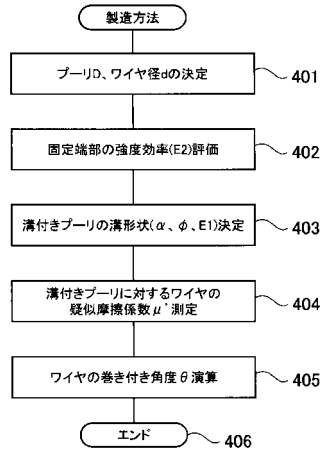 製造方法
プーリD、ワイヤ径dの決定
401
固定端部の強度効率(E2)評価
402
溝付きプーリの溝形状(α、φ、E1)決定
403
溝付きプーリに対するワイヤの
疑似摩擦係数μ'測定
404
ワイヤの巻き付き角度θ演算
405
エンド
406